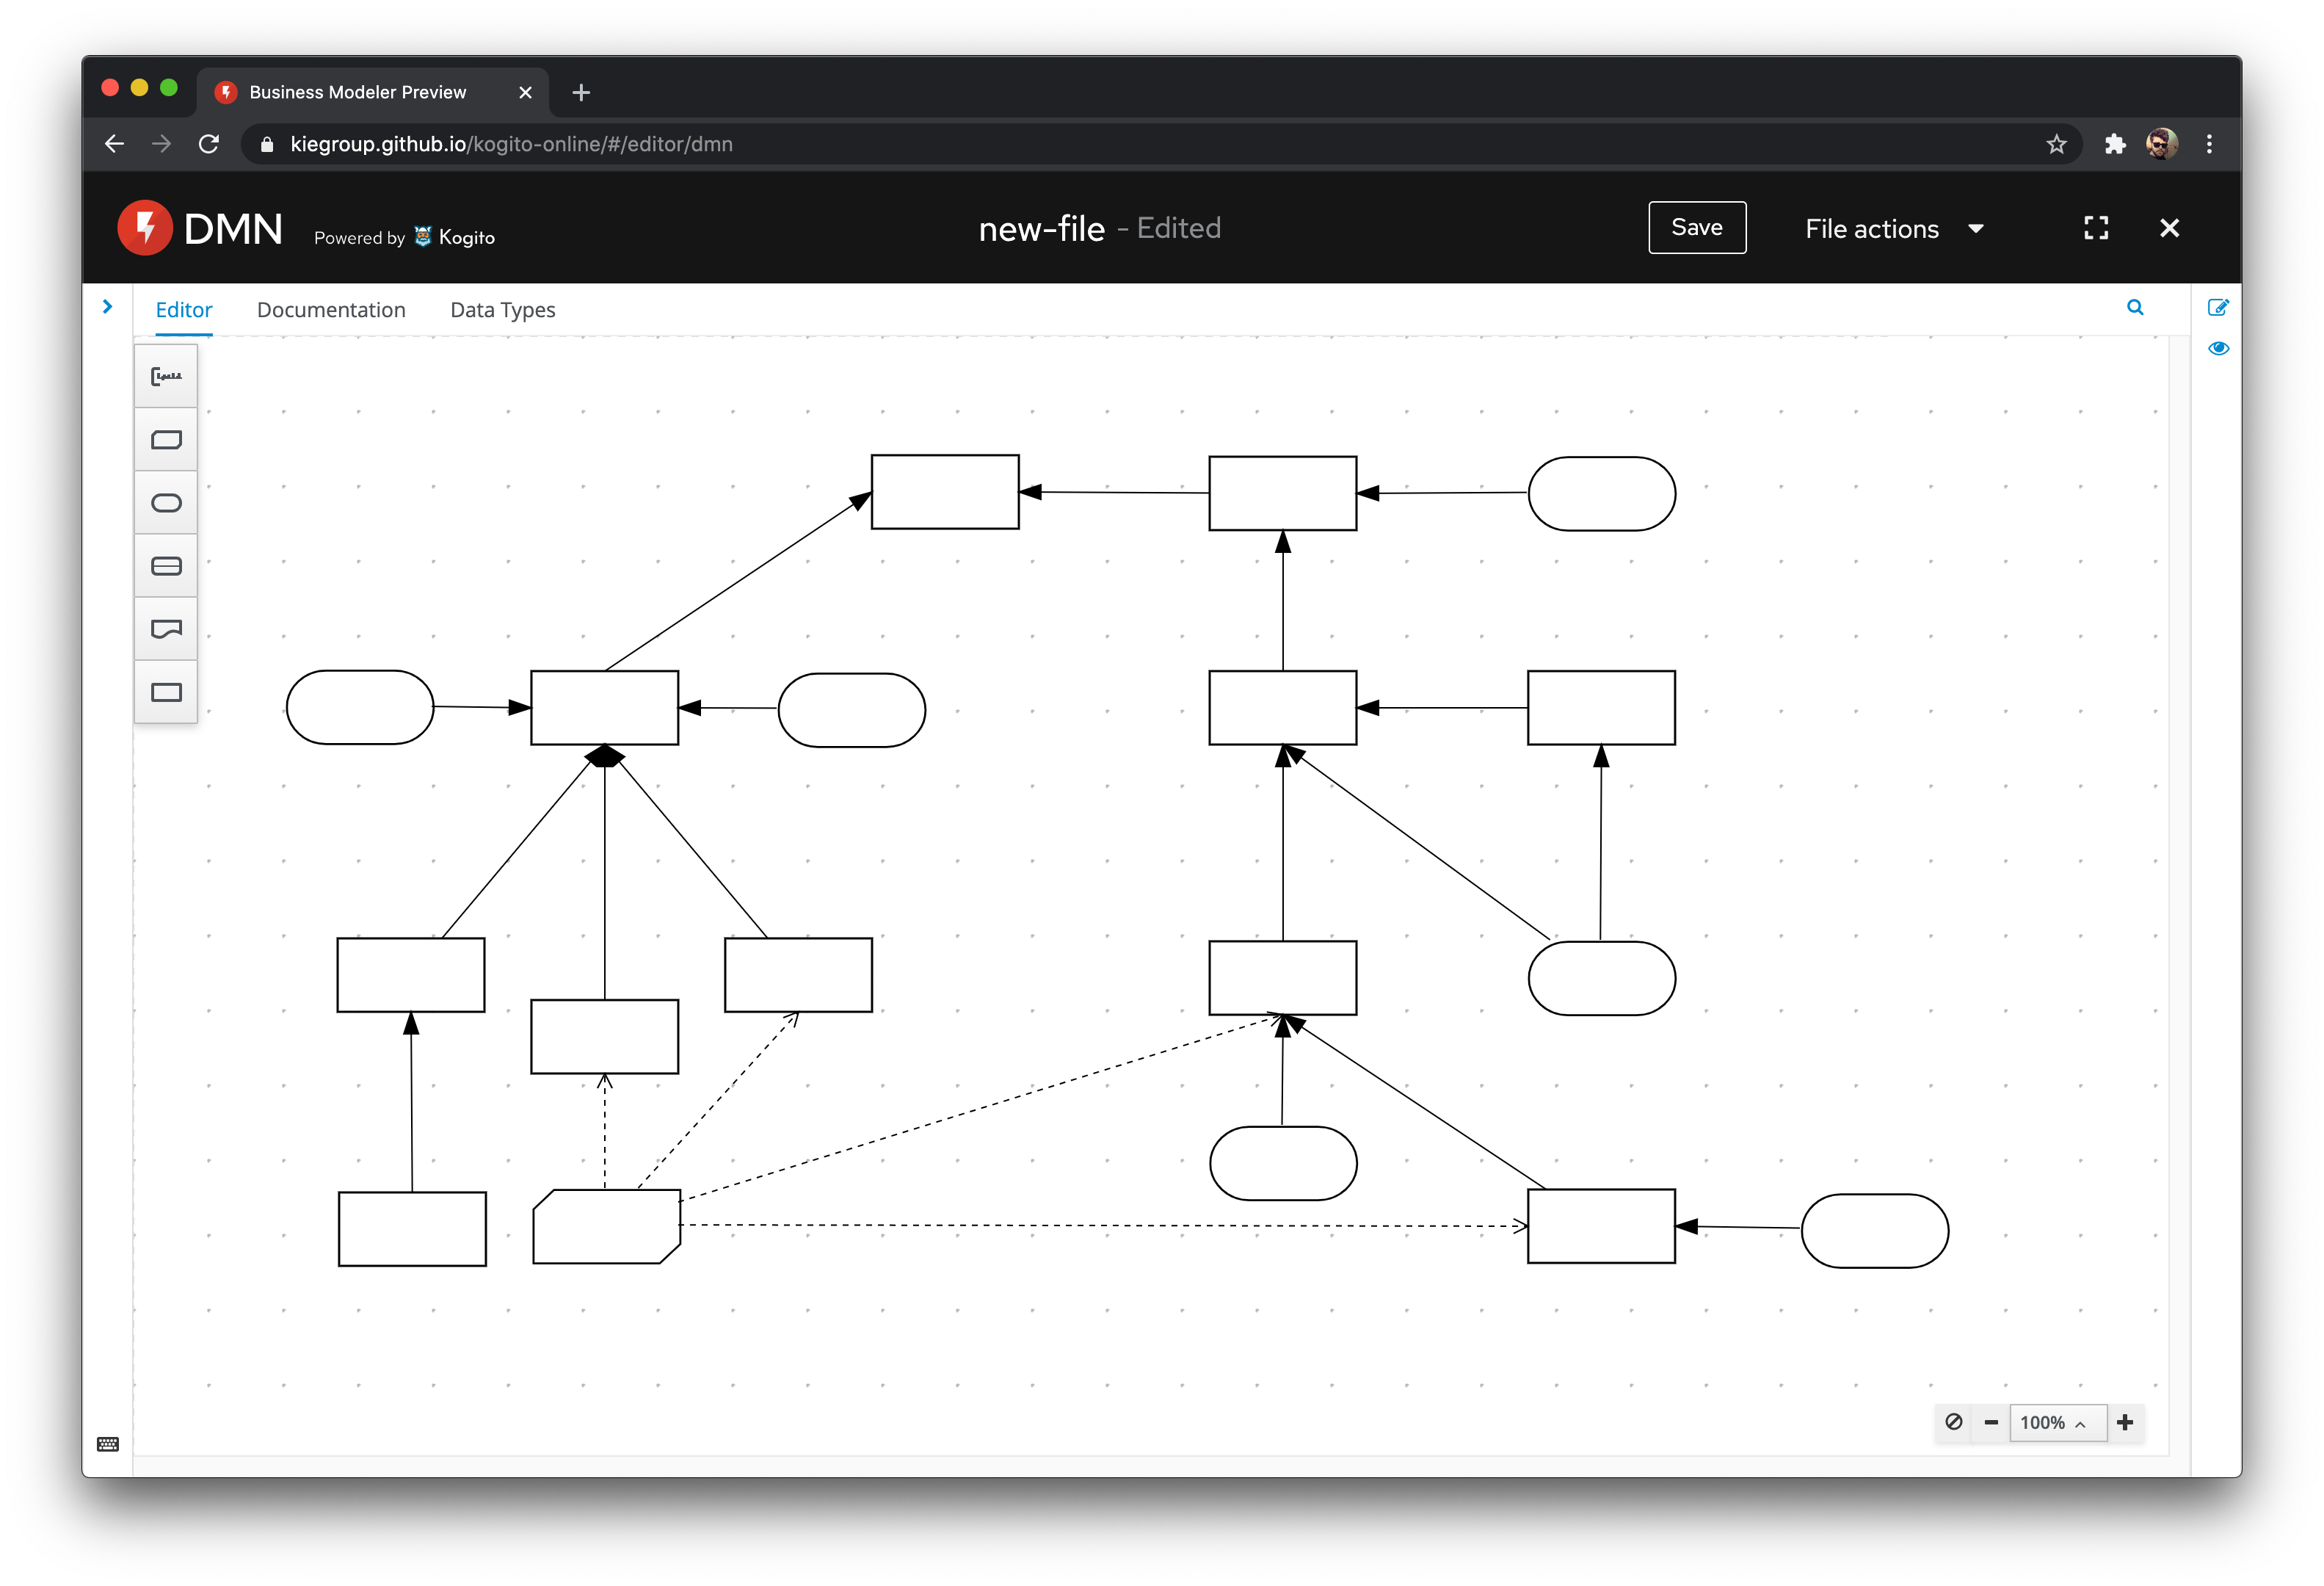 Business Modeler Preview
kiegroup.github.io/kogito-online/#/editor/dmn
DMN Powered by Kogito new-file - Edited Save File actions
Editor Documentation Data Types
100%